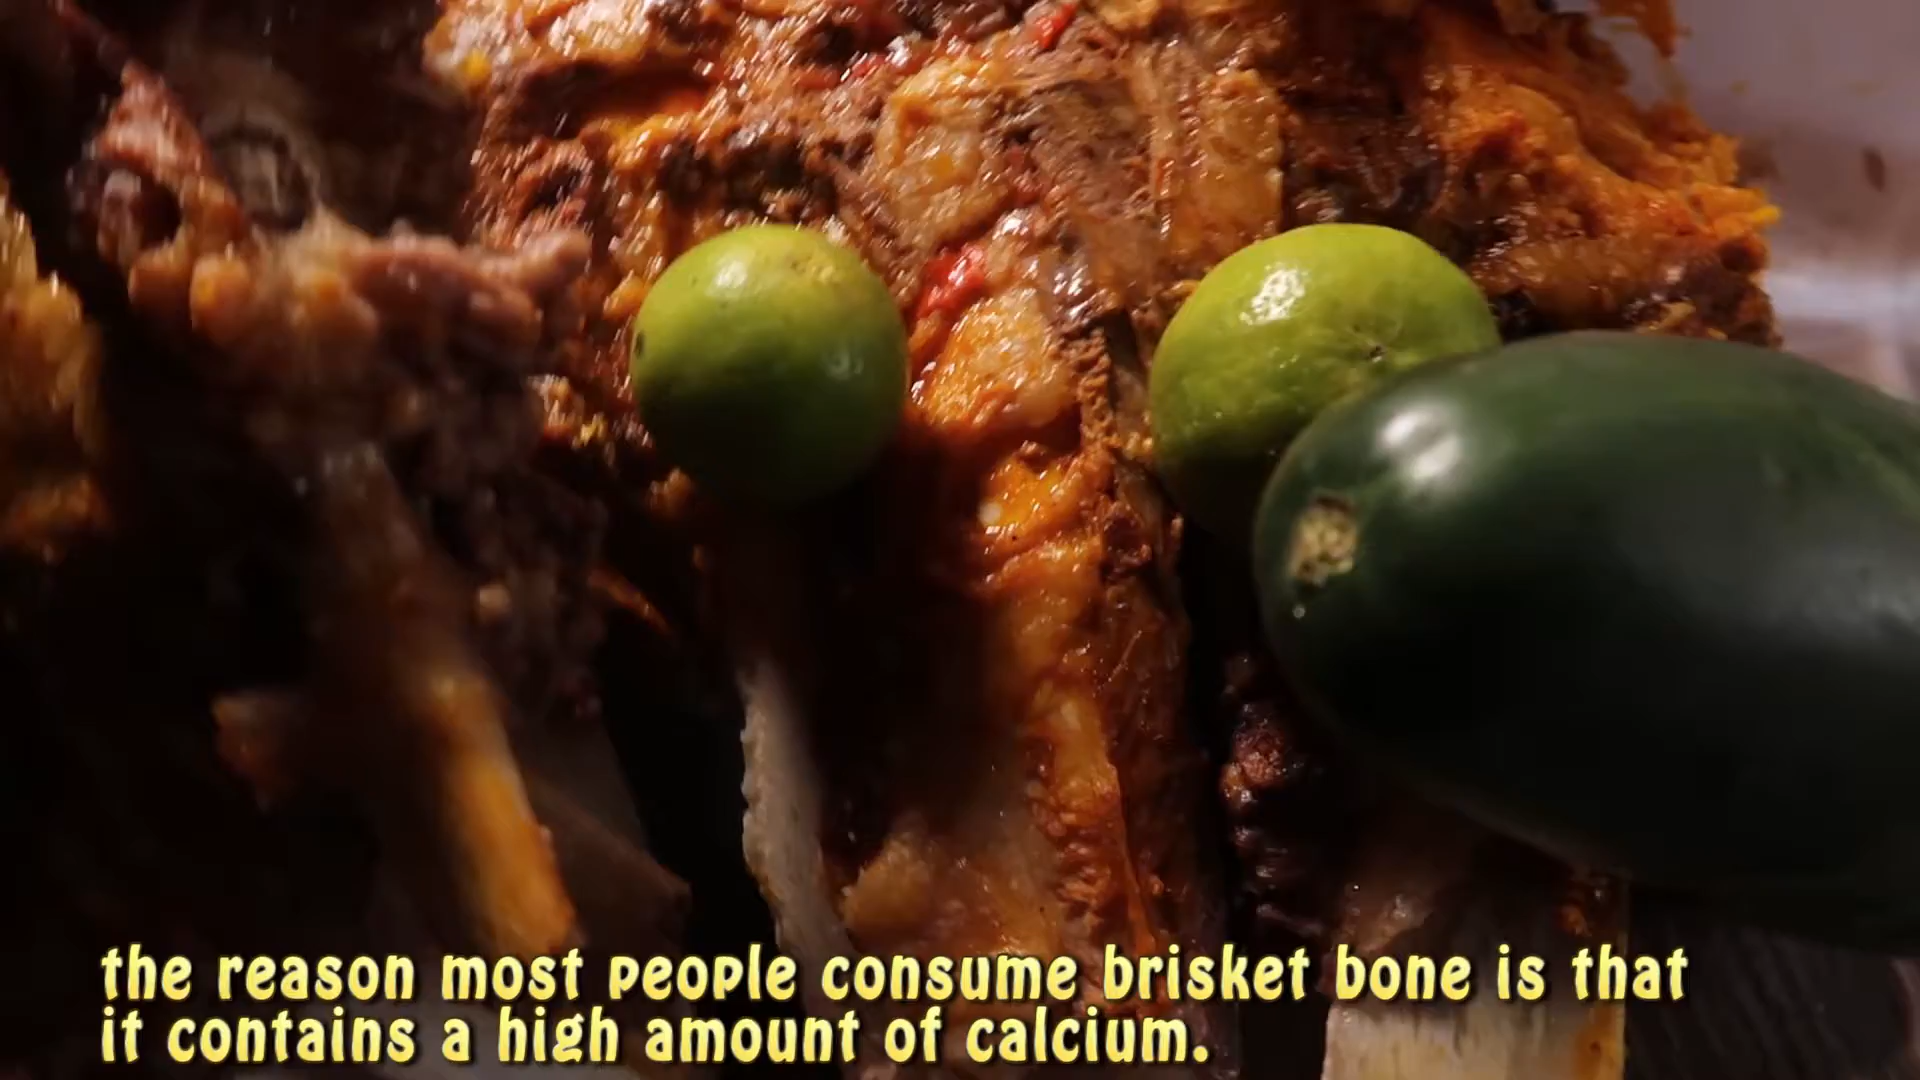 the reason most people consume brisket bone is that
it contains a high amount of calcium.